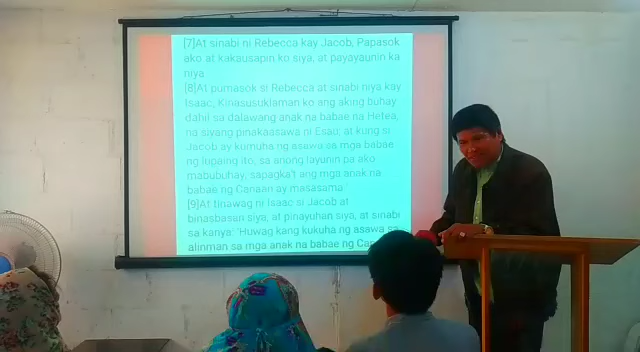 [7]At sinabi ni Rebecca kay Jacob, Papasok
ako at kakausapin ko siya, at payayaunin ka
niya.
[8]At pumasok si Rebecca at sinabi niya kay
Isaac, Kinasusuklaman ko ang aking buhay
dahil sa dalawang anak na babae na Hetea,
na siyang pinakaasawa ni Esau; at kung si
Jacob ay kumuha ng asawa sa mga babae
ng lupaing ito, sa anong layunin pa ako
mabubuhay, sapagka't ang mga anak na
babae ng Canaan ay masasama.
[9]At tinawag ni Isaac si Jacob at
binasbasan siya, at pinayuhan siya, at sinabi
sa kanya: 'Huwag kang kukuha ng asawa sa
alinman sa mga anak na babae ng